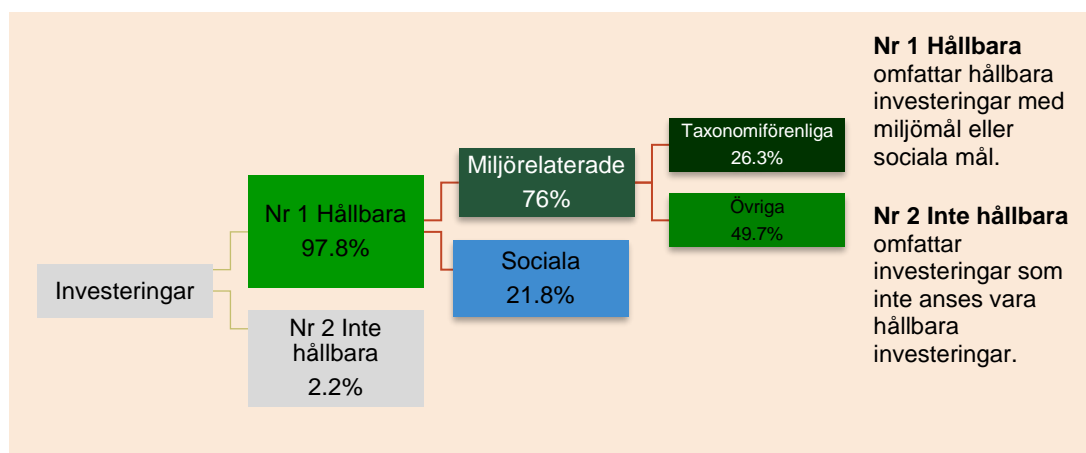 Investeringar
Nr 1 Hållbara
97.8%
Nr 2 Inte
hållbara
2.2%
Miljörelaterade
76%
Sociala
21.8%
Taxonomiförenliga
26.3%
Övriga
49.7%
Nr 1 Hållbara
omfattar hållbara
investeringar med
miljömål eller
sociala mål.
Nr 2 Inte hållbara
omfattar
investeringar som
inte anses vara
hållbara
investeringar.